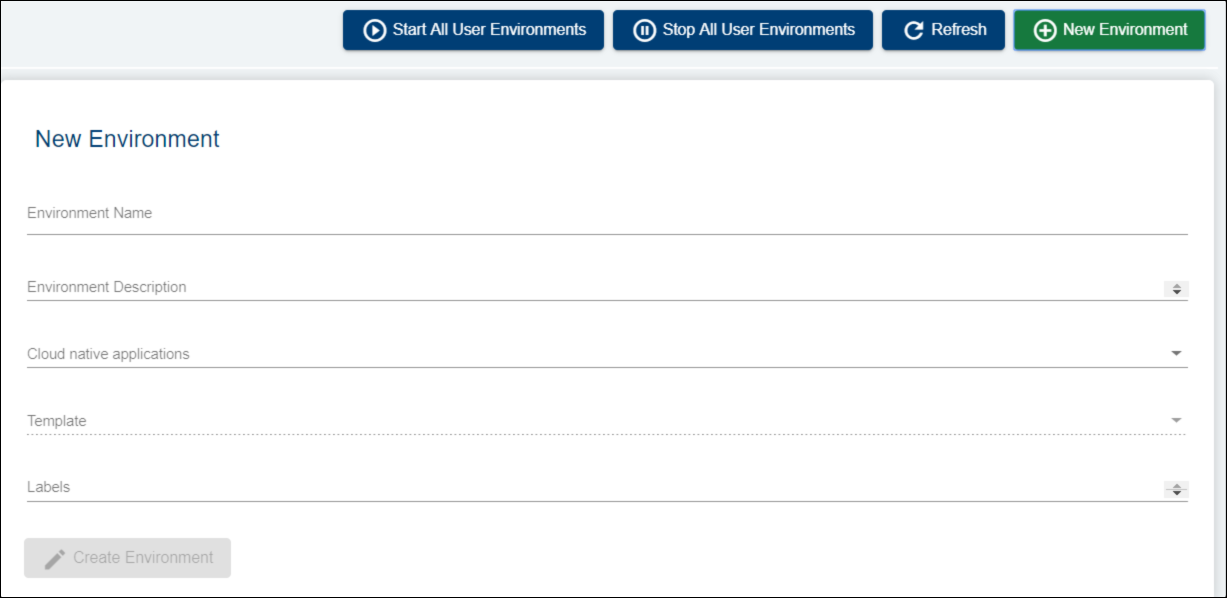 Start All User Environments
Stop All User Environments
Refresh
New Environment
New Environment
Environment Name
Environment Description
Cloud native applications
Template
Labels
Create Environment